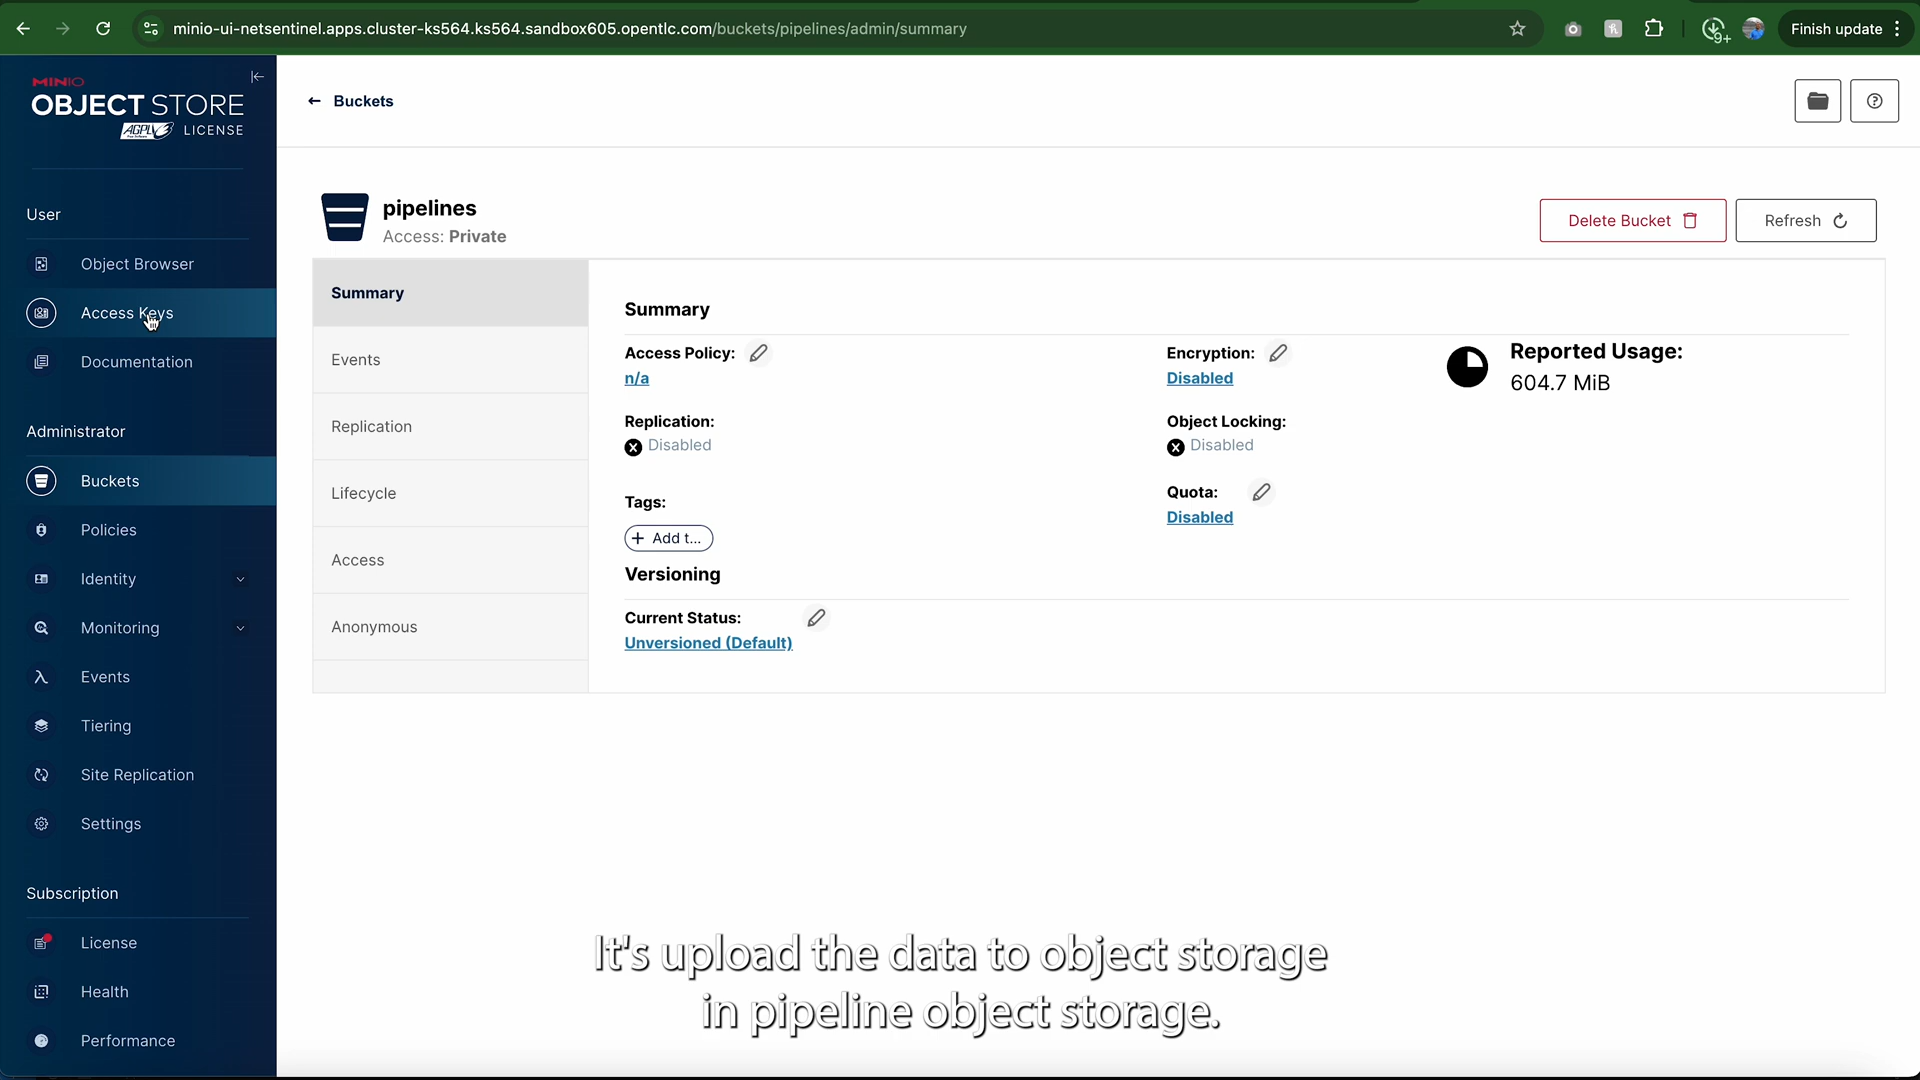 minio-ui-netsentinel.apps.cluster-ks564.ks564.sandbox605.opentlc.com/buckets/pipelines/admin/summary
9+
Finish update
MINIO
OBJECT STORE
AGPLv3 LICENSE
User
Object Browser
Access Keys
Documentation
Administrator
Buckets
Policies
Identity
Monitoring
Events
Tiering
Site Replication
Settings
Subscription
License
Health
Performance
Buckets
pipelines
Access: Private
Delete Bucket
Refresh
Summary
Events
Replication
Lifecycle
Access
Anonymous
Summary
Access Policy:
n/a
Encryption:
Disabled
Reported Usage:
604.7 MiB
Replication:
Disabled
Object Locking:
Disabled
Tags:
+ Add t...
Quota:
Disabled
Versioning
Current Status:
Unversioned (Default)
It's upload the data to object storage
in pipeline object storage.